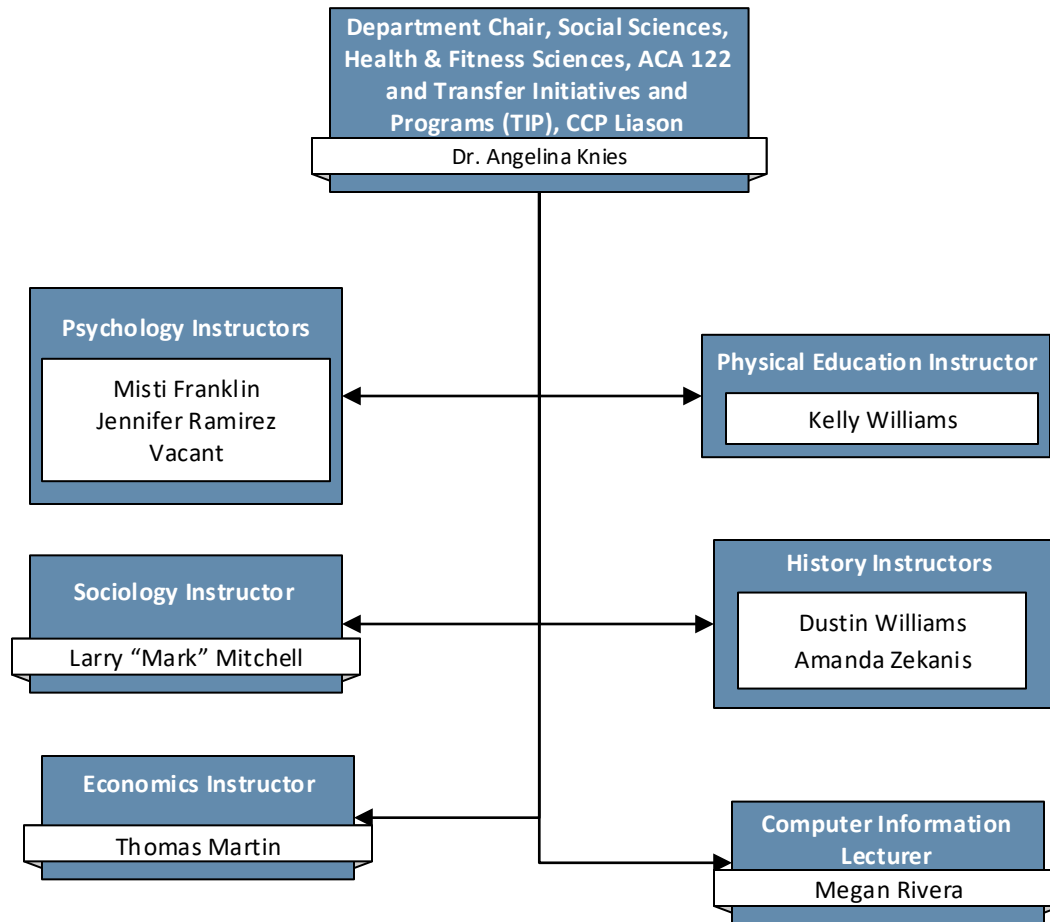 Department Chair, Social Sciences,
Health & Fitness Sciences, ACA 122
and Transfer Initiatives and
Programs (TIP), CCP Liason
Dr. Angelina Knies
Psychology Instructors
Misti Franklin
Jennifer Ramirez
Vacant
Physical Education Instructor
Kelly Williams
Sociology Instructor
Larry “Mark” Mitchell
History Instructors
Dustin Williams
Amanda Zekanis
Economics Instructor
Thomas Martin
Computer Information
Lecturer
Megan Rivera